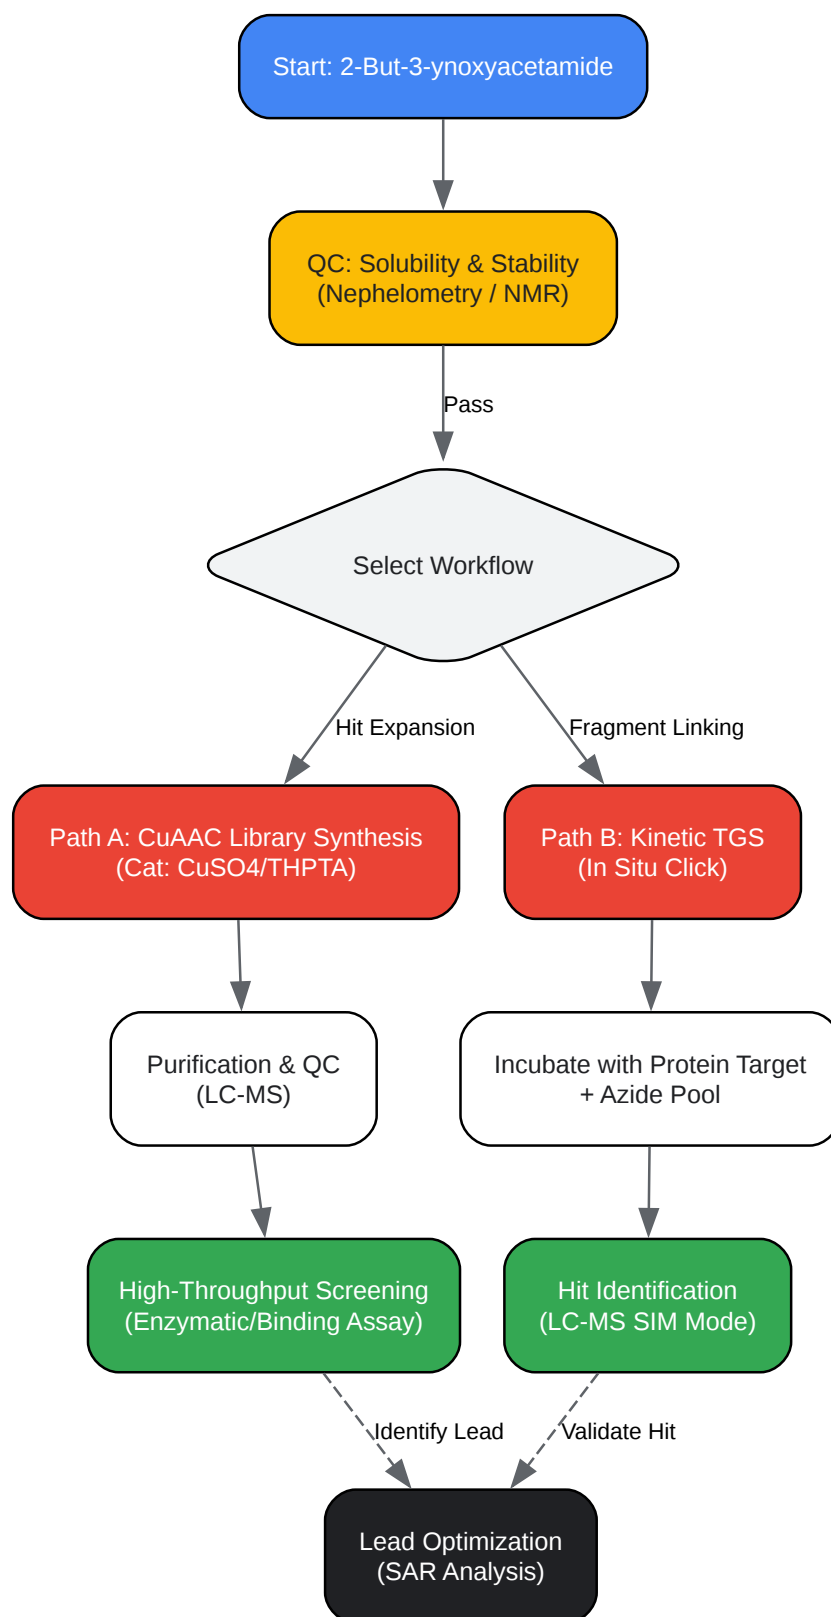 Start: 2-But-3-ynoxyacetamide
QC: Solubility & Stability
(Nephelometry / NMR)
Pass
Select Workflow
Hit Expansion
Fragment Linking
Path A: CuAAC Library Synthesis
(Cat: CuSO4/THPTA)
Path B: Kinetic TGS
(In Situ Click)
Purification & QC
(LC-MS)
Incubate with Protein Target
+ Azide Pool
High-Throughput Screening
(Enzymatic/Binding Assay)
Hit Identification
(LC-MS SIM Mode)
Identify Lead
Validate Hit
Lead Optimization
(SAR Analysis)